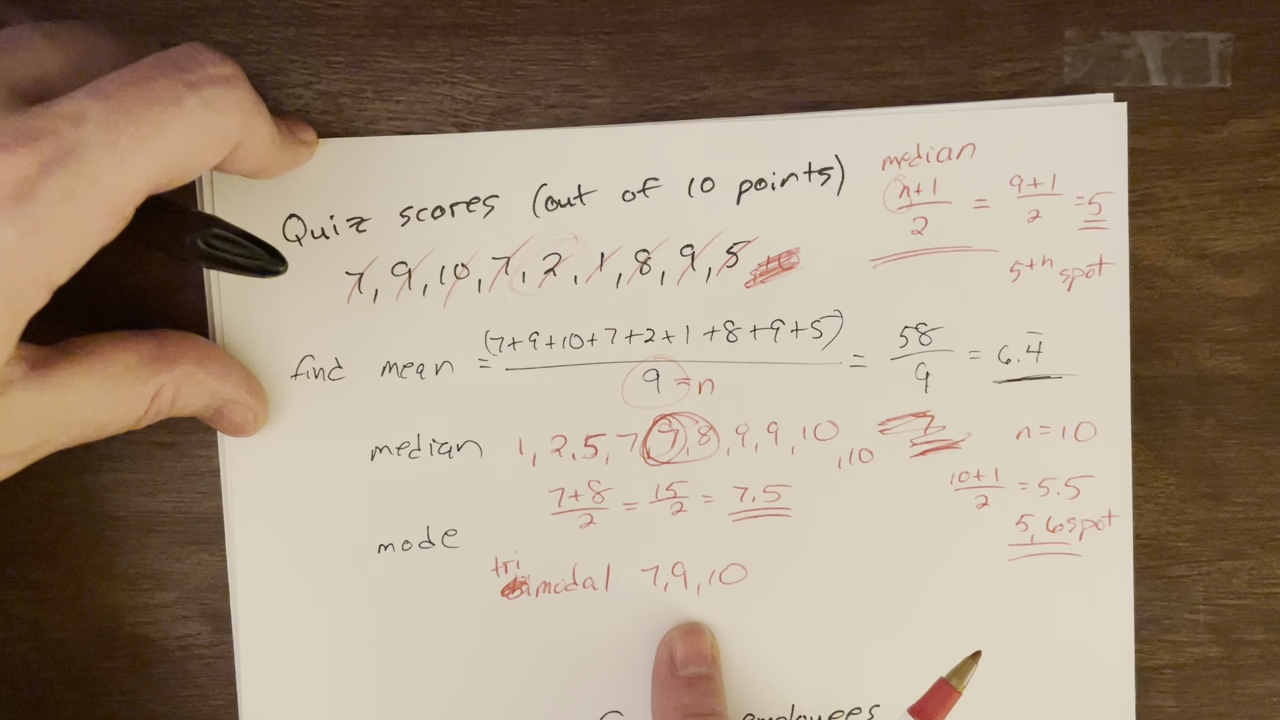 Quiz scores (out of 10 points)
7, 9, 10, 7, 2, 1, 8, 9, 5
median
n+1/2 = 9+1/2 = 5
5th spot
find mean = (7+9+10+7+2+1+8+9+5)/9 = 58/9 = 6.4̅
9 = n
median 1, 2, 5, 7, 7, 8, 9, 9, 10, 10
7+8/2 = 15/2 = 7.5
n=10
10+1/2 = 5.5
5, 6 spot
mode
trimodal 7, 9, 10
employees